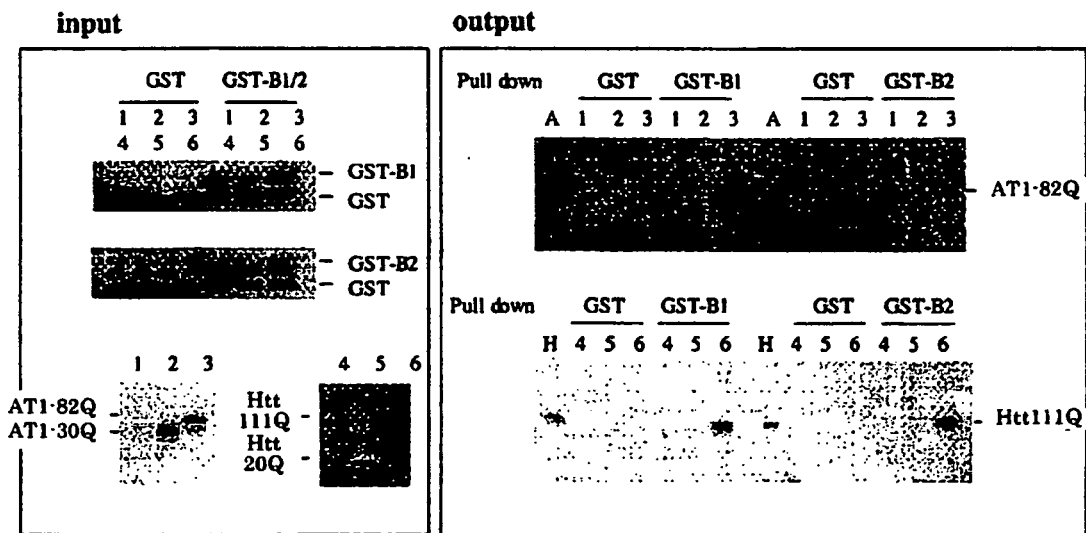 input
GST GST-B1/2
1 2 3 1 2 3
4 5 6 4 5 6
GST-B1
GST
GST-B2
GST
1 2 3
AT1-82Q
AT1-30Q
4 5 6
Htt
111Q
Htt
20Q
output
Pull down GST GST-B1 GST GST-B2
A 1 2 3 1 2 3 A 1 2 3 1 2 3
AT1-82Q
Pull down GST GST-B1 GST GST-B2
H 4 5 6 4 5 6 H 4 5 6 4 5 6
Htt111Q